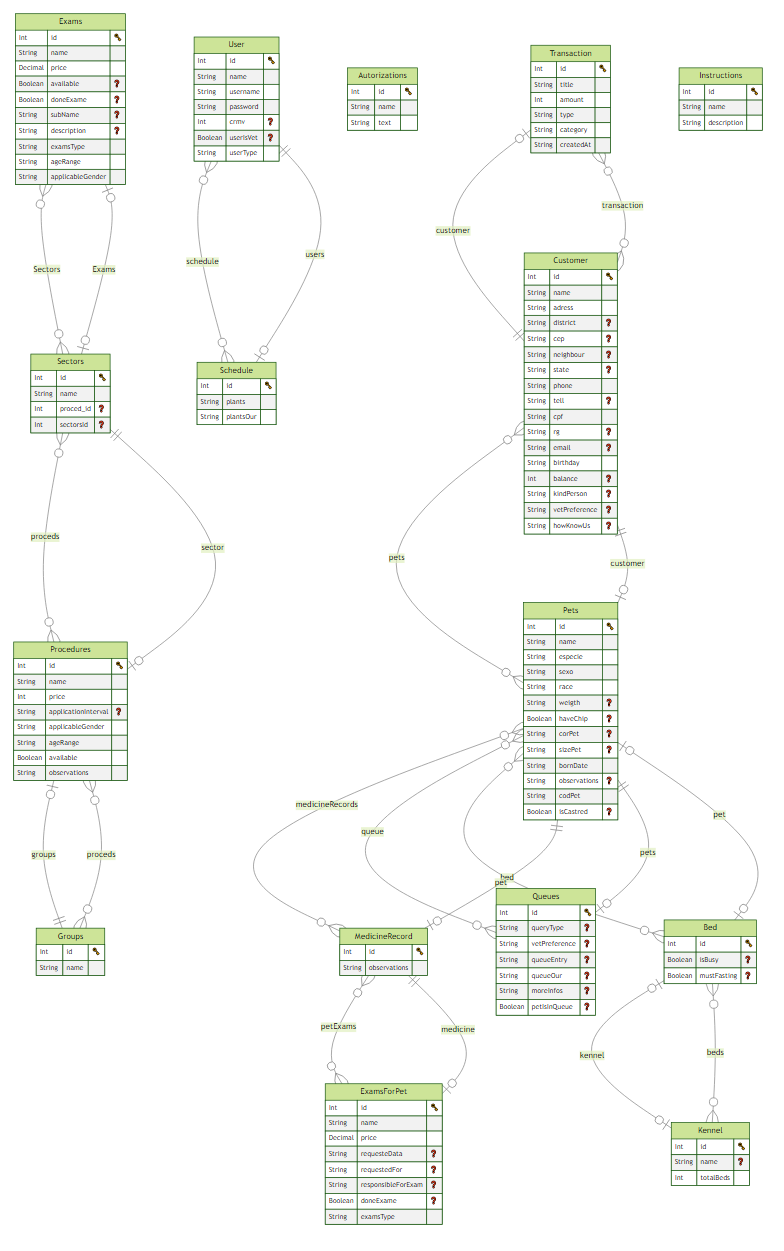 Exams
Int id
String name
Decimal price
Boolean available
Boolean doneExame
String subName
String description
String examsType
String ageRange
String applicableGender
User
Int id
String name
String username
String password
Int crmv
Boolean userIsVet
String userType
Autorizations
Int id
String name
String text
Transaction
Int id
String title
Int amount
String type
String category
String createdAt
Instructions
Int id
String name
String description
transaction
customer
Sectors
Exams
schedule
users
Customer
Int id
String name
String adress
String district
String cep
String neighbour
String state
String phone
String tell
String cpf
String rg
String email
String birthday
Int balance
String kindPerson
String vetPreference
String howKnowUs
Sectors
Int id
String name
Int proced_id
Int sectorsId
Schedule
Int id
String plants
String plantsOur
proceds
sector
pets
customer
Procedures
Int id
String name
Int price
String applicationInterval
String applicableGender
String ageRange
Boolean available
String observations
Pets
Int id
String name
String especie
String sexo
String race
String weigth
Boolean haveChip
String corPet
String sizePet
String bornDate
String observations
String codPet
Boolean isCastred
groups
proceds
medicineRecords
queue
bed
pet
pets
pet
Groups
Int id
String name
MedicineRecord
Int id
String observations
Queues
Int id
String queryType
String vetPreference
String queueEntry
String queueOur
String moreInfos
Boolean petIsInQueue
Bed
Int id
Boolean isBusy
Boolean mustFasting
petExams
medicine
kennel
beds
ExamsForPet
Int id
String name
Decimal price
String requesteData
String requestedFor
String responsibleForExam
Boolean doneExame
String examsType
Kennel
Int id
String name
Int totalBeds